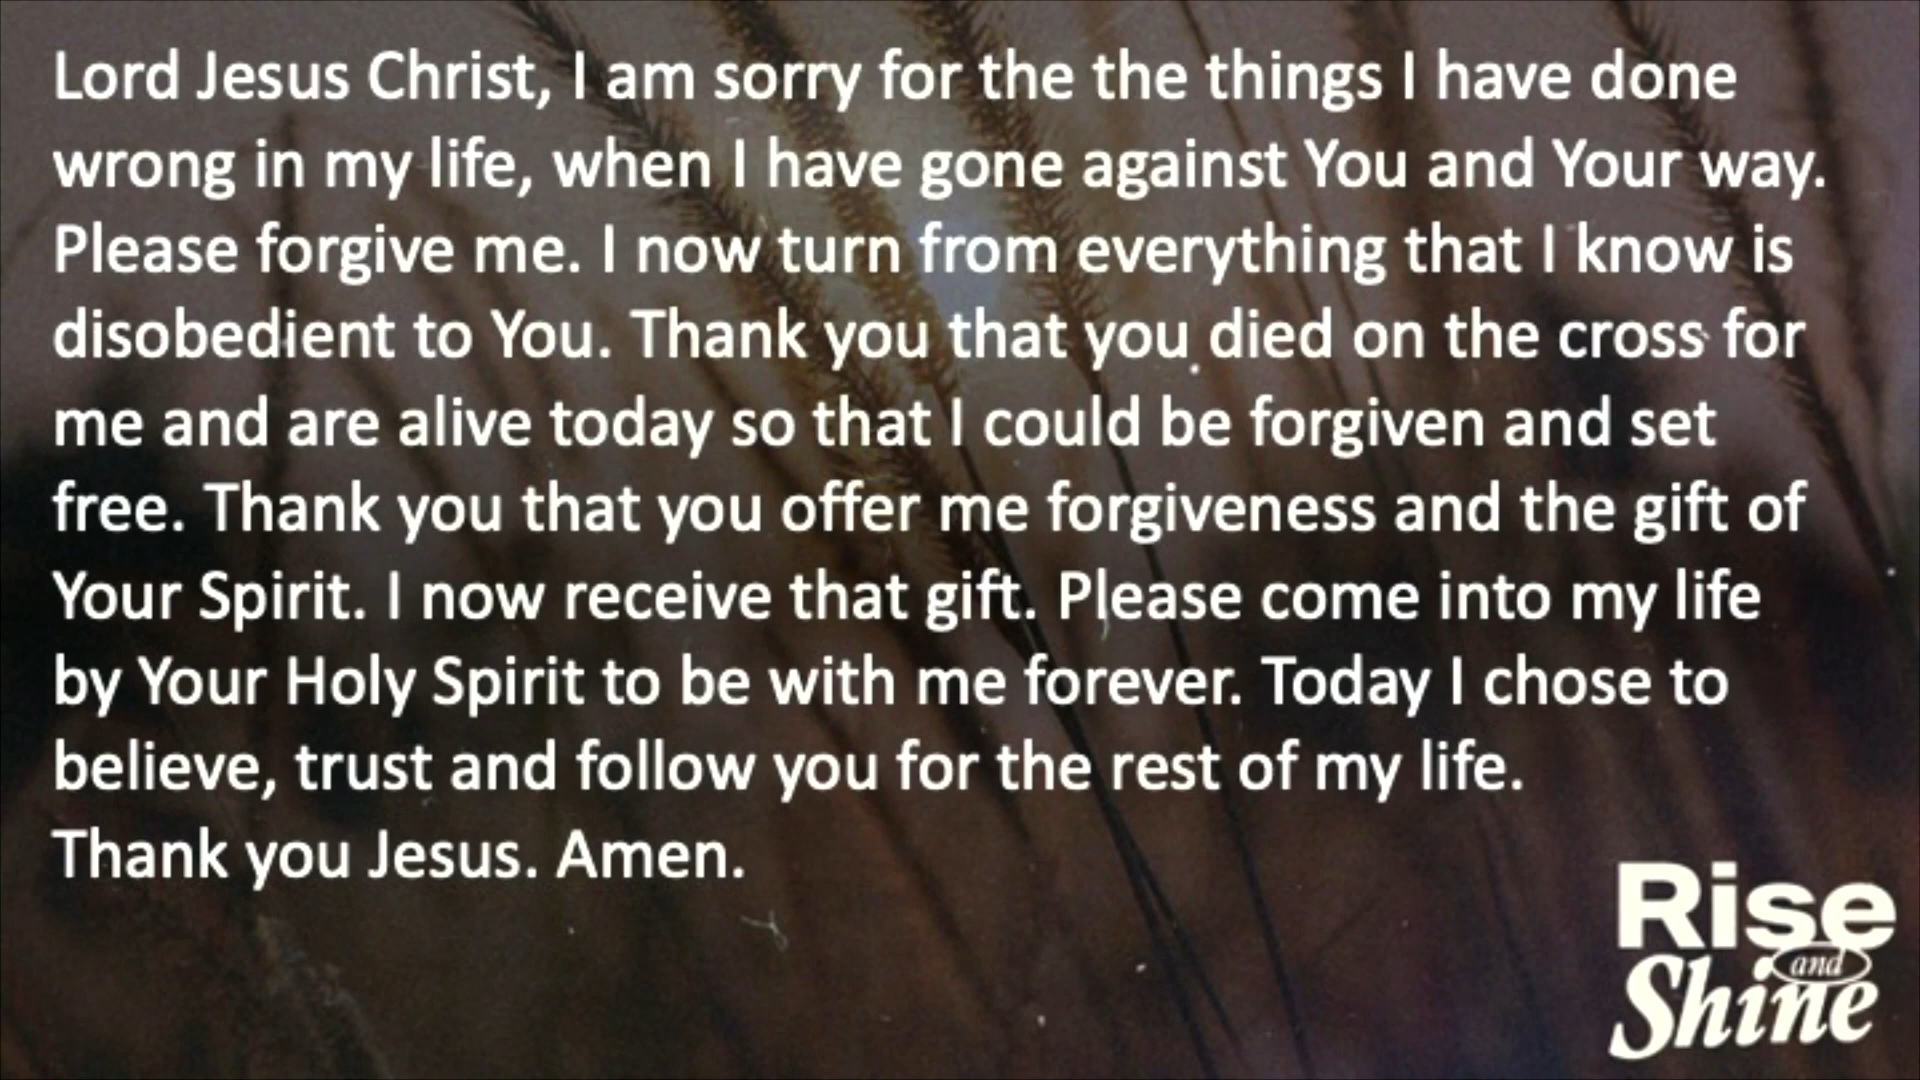 Lord Jesus Christ, I am sorry for the the things I have done
wrong in my life, when I have gone against You and Your way.
Please forgive me. I now turn from everything that I know is
disobedient to You. Thank you that you died on the cross for
me and are alive today so that I could be forgiven and set
free. Thank you that you offer me forgiveness and the gift of
Your Spirit. I now receive that gift. Please come into my life
by Your Holy Spirit to be with me forever. Today I chose to
believe, trust and follow you for the rest of my life.
Thank you Jesus. Amen.
Rise
and
Shine